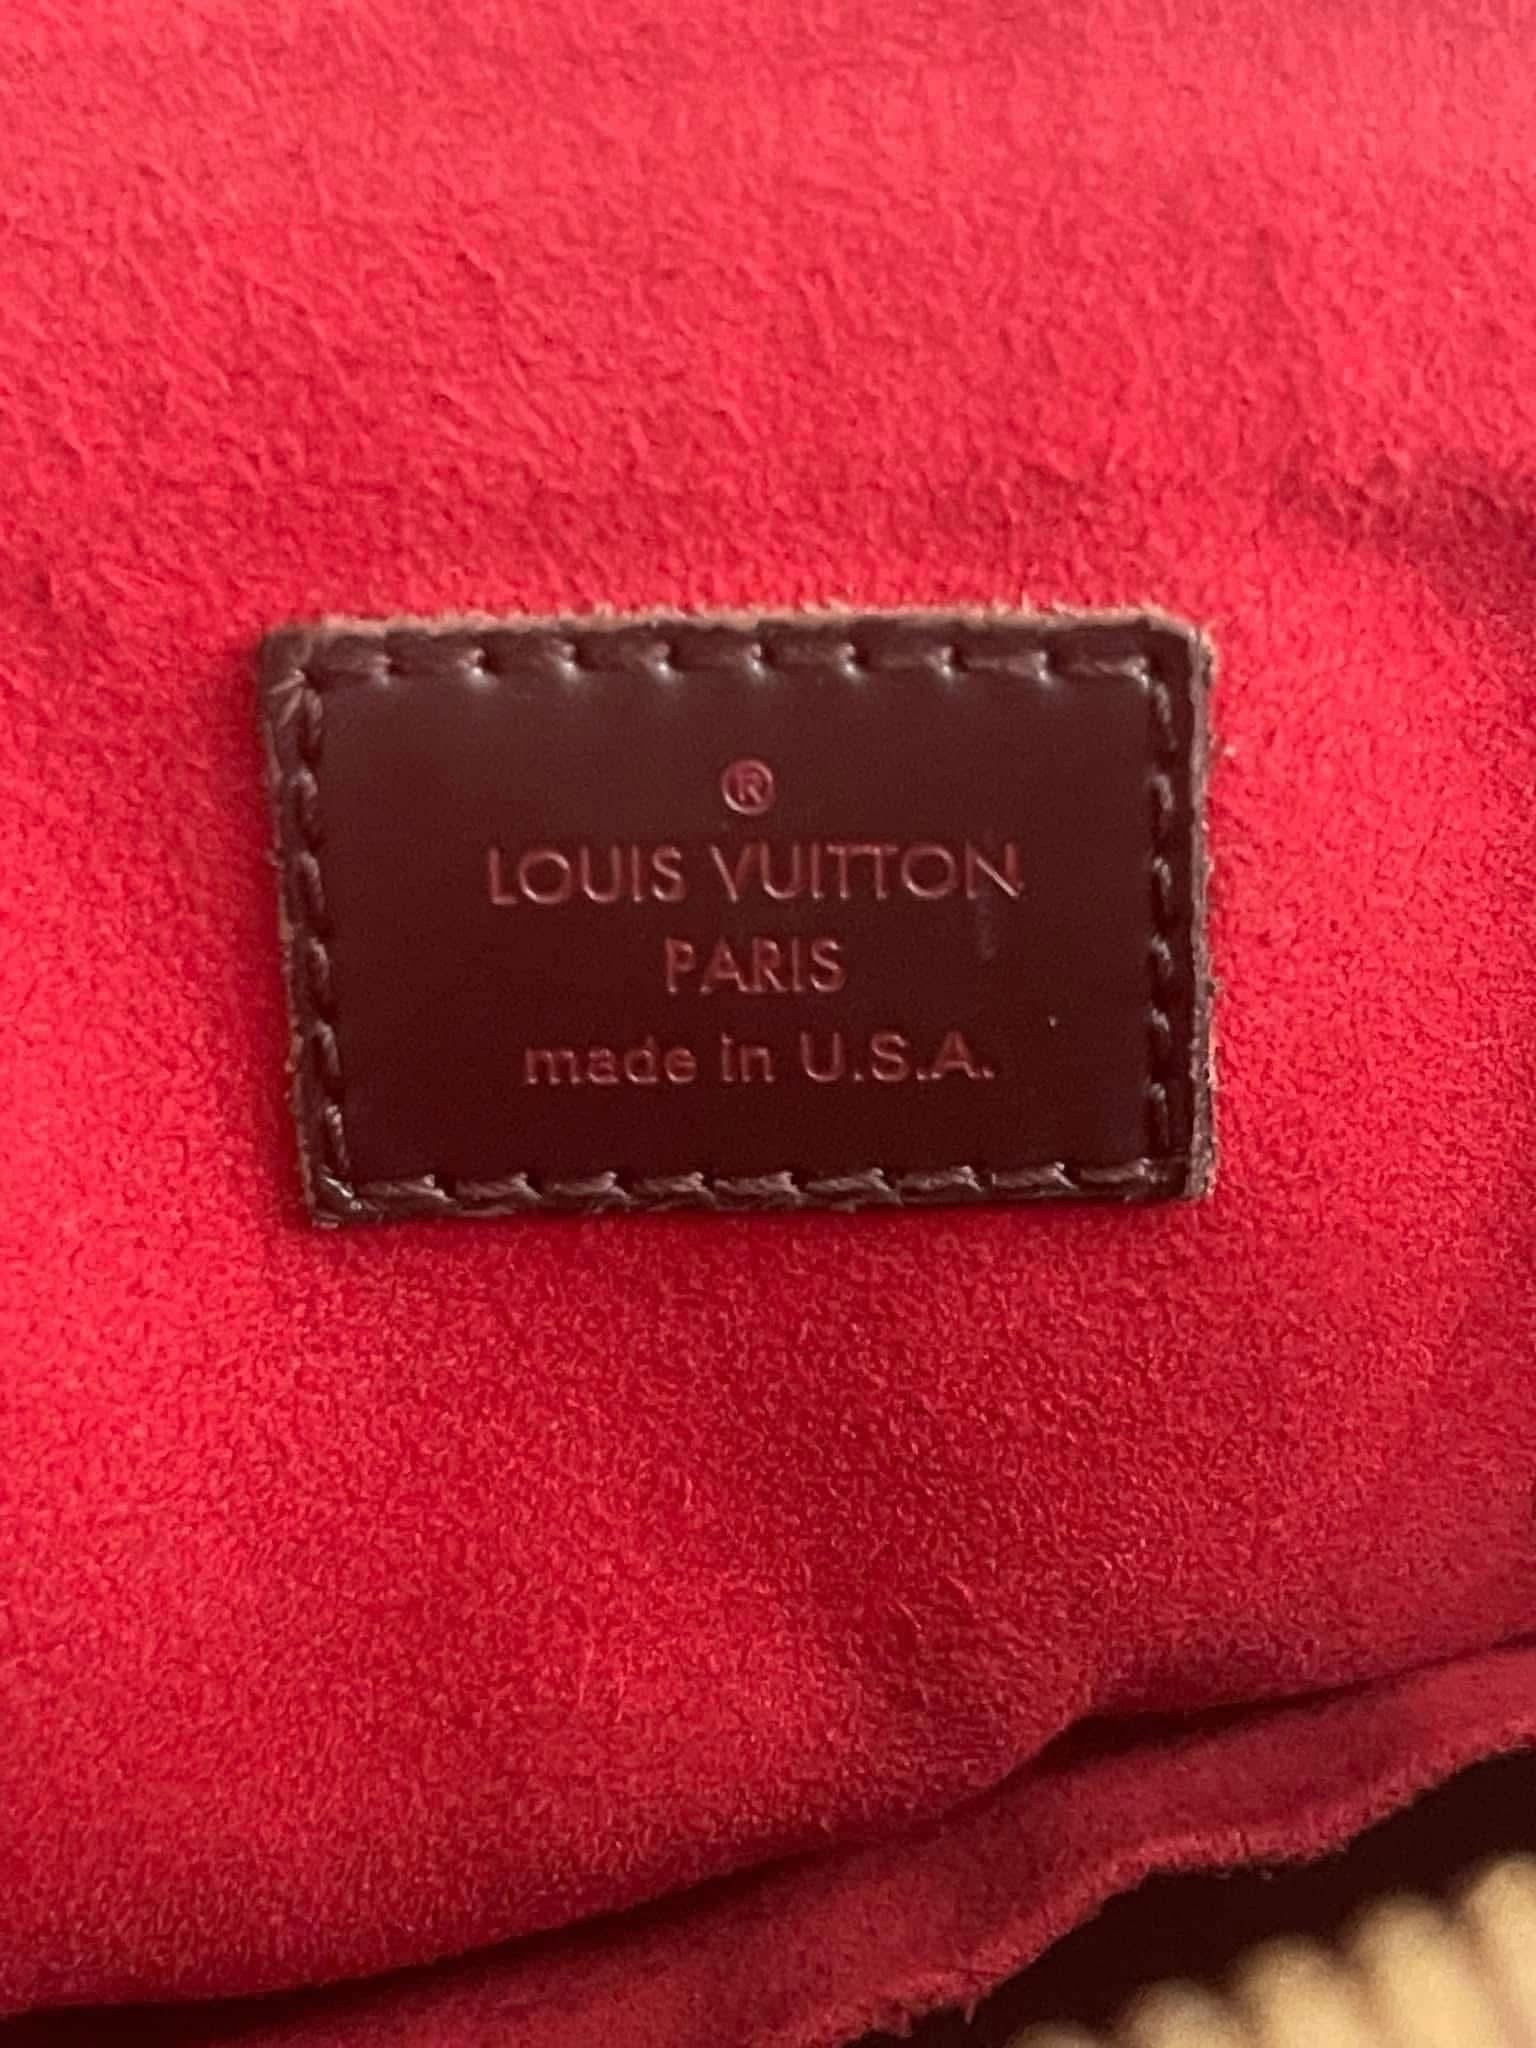 ®
LOUIS VUITTON
PARIS
made in U.S.A.